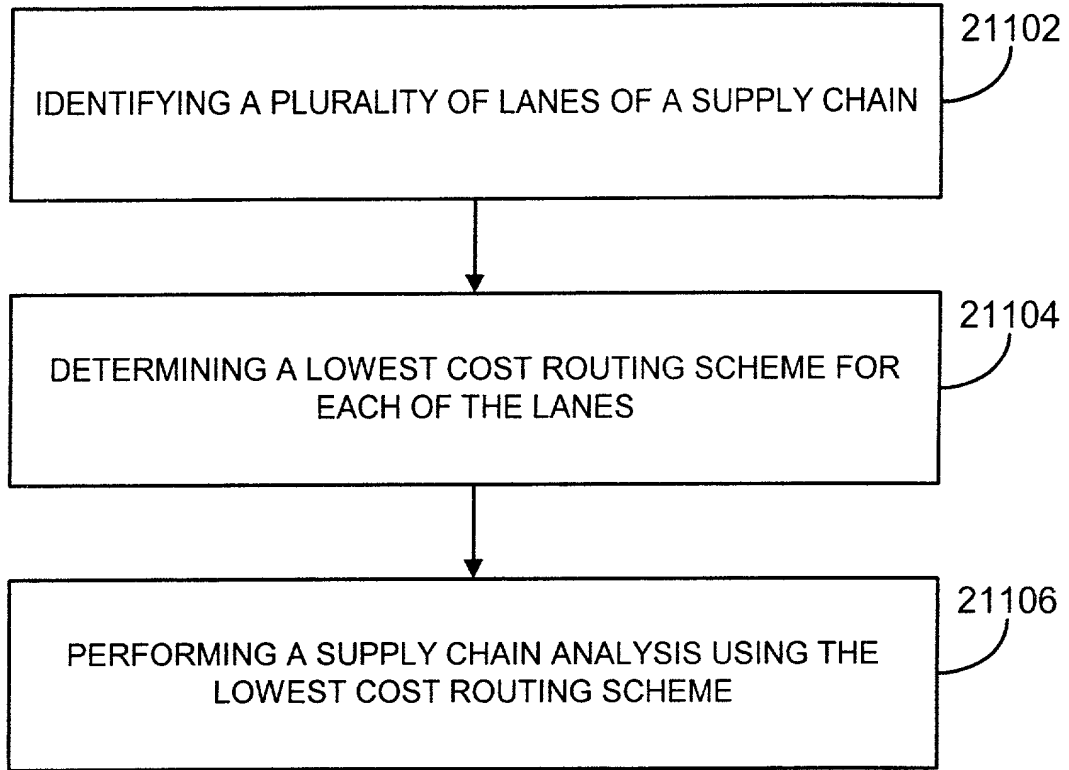 21102
IDENTIFYING A PLURALITY OF LANES OF A SUPPLY CHAIN
21104
DETERMINING A LOWEST COST ROUTING SCHEME FOR
EACH OF THE LANES
21106
PERFORMING A SUPPLY CHAIN ANALYSIS USING THE
LOWEST COST ROUTING SCHEME